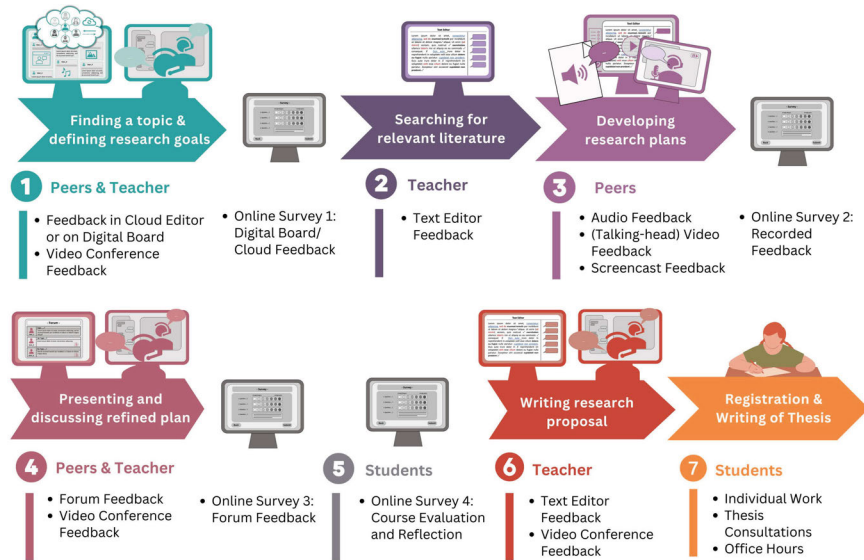 Finding a topic &
defining research goals
Searching for
relevant literature
Text Editor
Developing
research plans
1 Peers & Teacher
• Feedback in Cloud Editor
or on Digital Board
• Video Conference
Feedback
• Online Survey 1:
Digital Board/
Cloud Feedback
2 Teacher
• Text Editor
Feedback
3 Peers
• Audio Feedback
• (Talking-head) Video
Feedback
• Screencast Feedback
• Online Survey 2:
Recorded
Feedback
Presenting and
discussing refined plan
Text Editor
Writing research
proposal
Registration &
Writing of Thesis
4 Peers & Teacher
• Forum Feedback
• Video Conference
Feedback
• Online Survey 3:
Forum Feedback
5 Students
• Online Survey 4:
Course Evaluation
and Reflection
6 Teacher
• Text Editor
Feedback
• Video Conference
Feedback
7 Students
• Individual Work
• Thesis
Consultations
• Office Hours